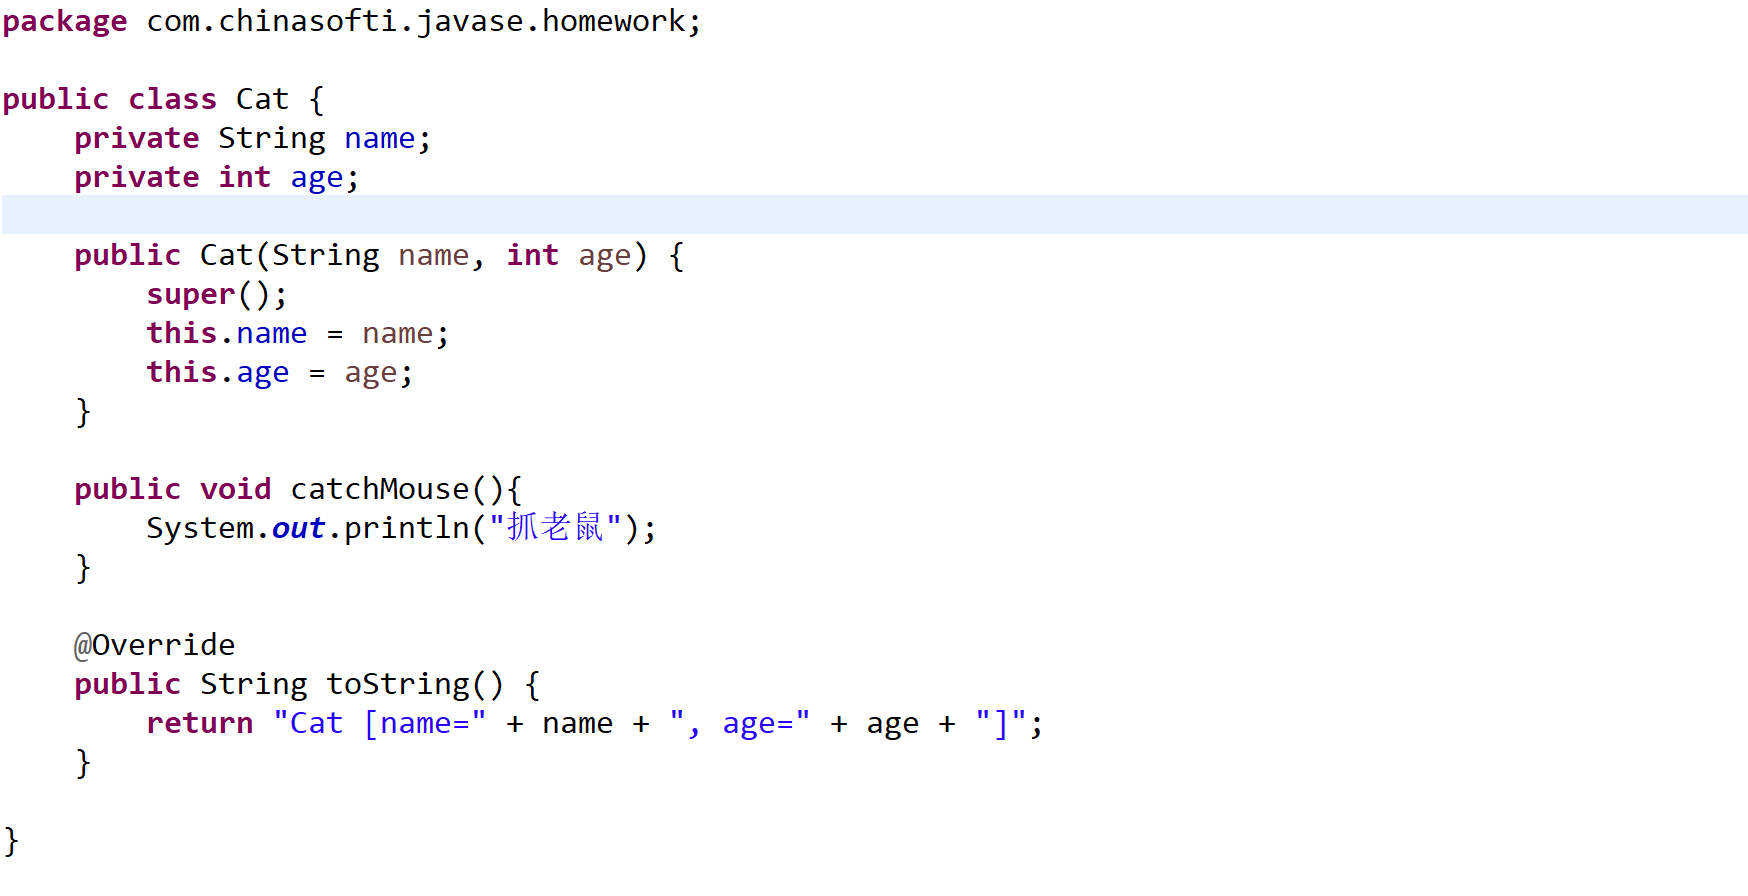 package com.chinasofti.javase.homework;
public class Cat {
private String name;
private int age;
public Cat(String name, int age) {
super();
this.name = name;
this.age = age;
}
public void catchMouse(){
System.out.println("抓老鼠");
}
@Override
public String toString() {
return "Cat [name=" + name + ", age=" + age + "]";
}
}